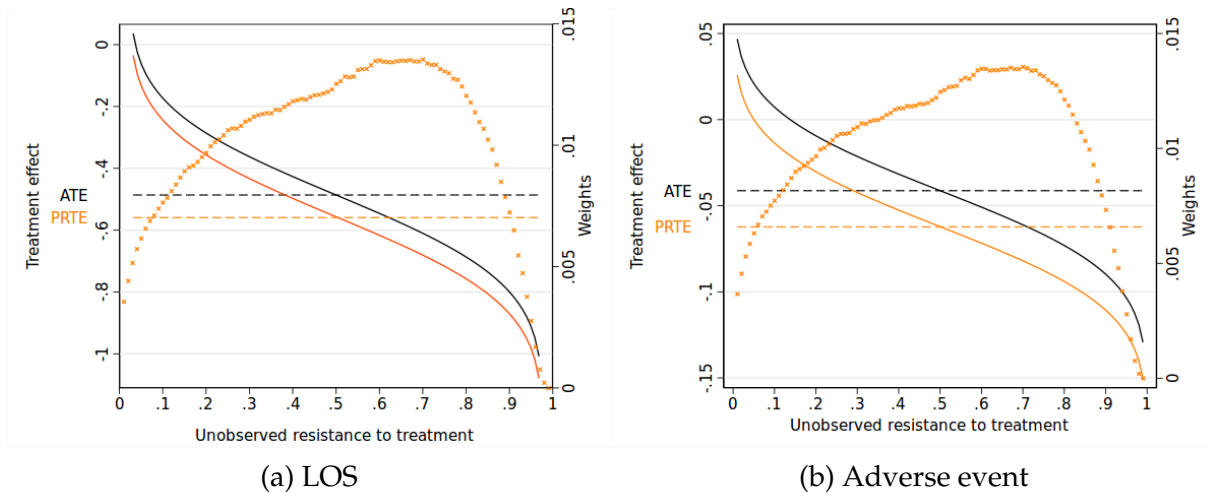 0
-.2
-.4
-.6
-.8
-1
Treatment effect
ATE
PRTE
.015
.01
.005
0
Weights
0 .1 .2 .3 .4 .5 .6 .7 .8 .9 1
Unobserved resistance to treatment
(a) LOS
.05
0
-.05
-.1
-.15
Treatment effect
ATE
PRTE
.015
.01
.005
0
Weights
0 .1 .2 .3 .4 .5 .6 .7 .8 .9 1
Unobserved resistance to treatment
(b) Adverse event